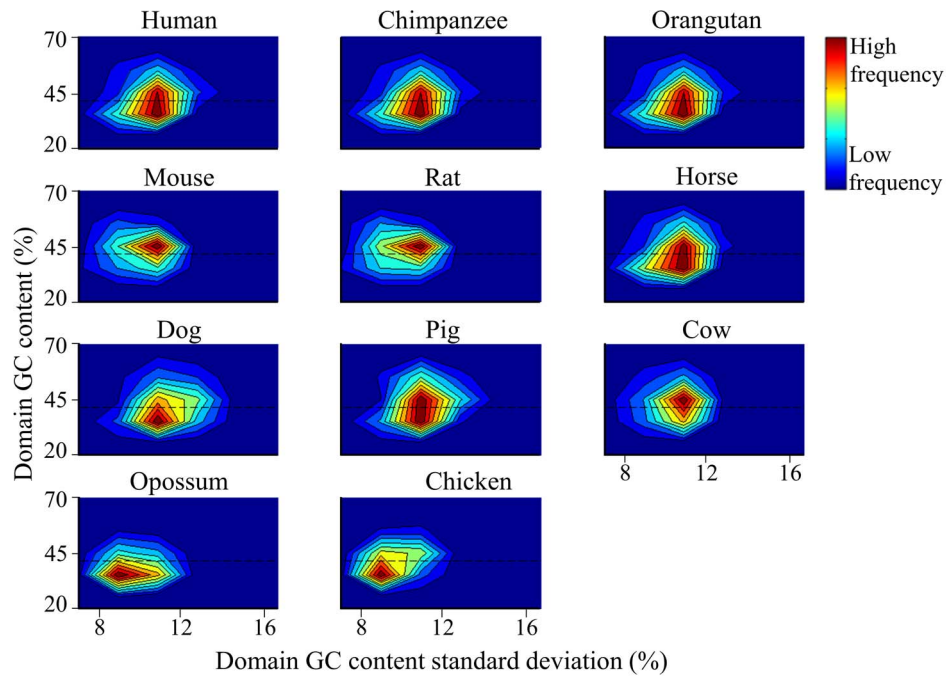 Human Chimpanzee Orangutan
70
45
20
High
frequency
Low
frequency
Mouse Rat Horse
70
45
20
Dog Pig Cow
70
45
20
8 12 16
Opossum Chicken
70
45
20
8 12 16 8 12 16
Domain GC content (%)
Domain GC content standard deviation (%)